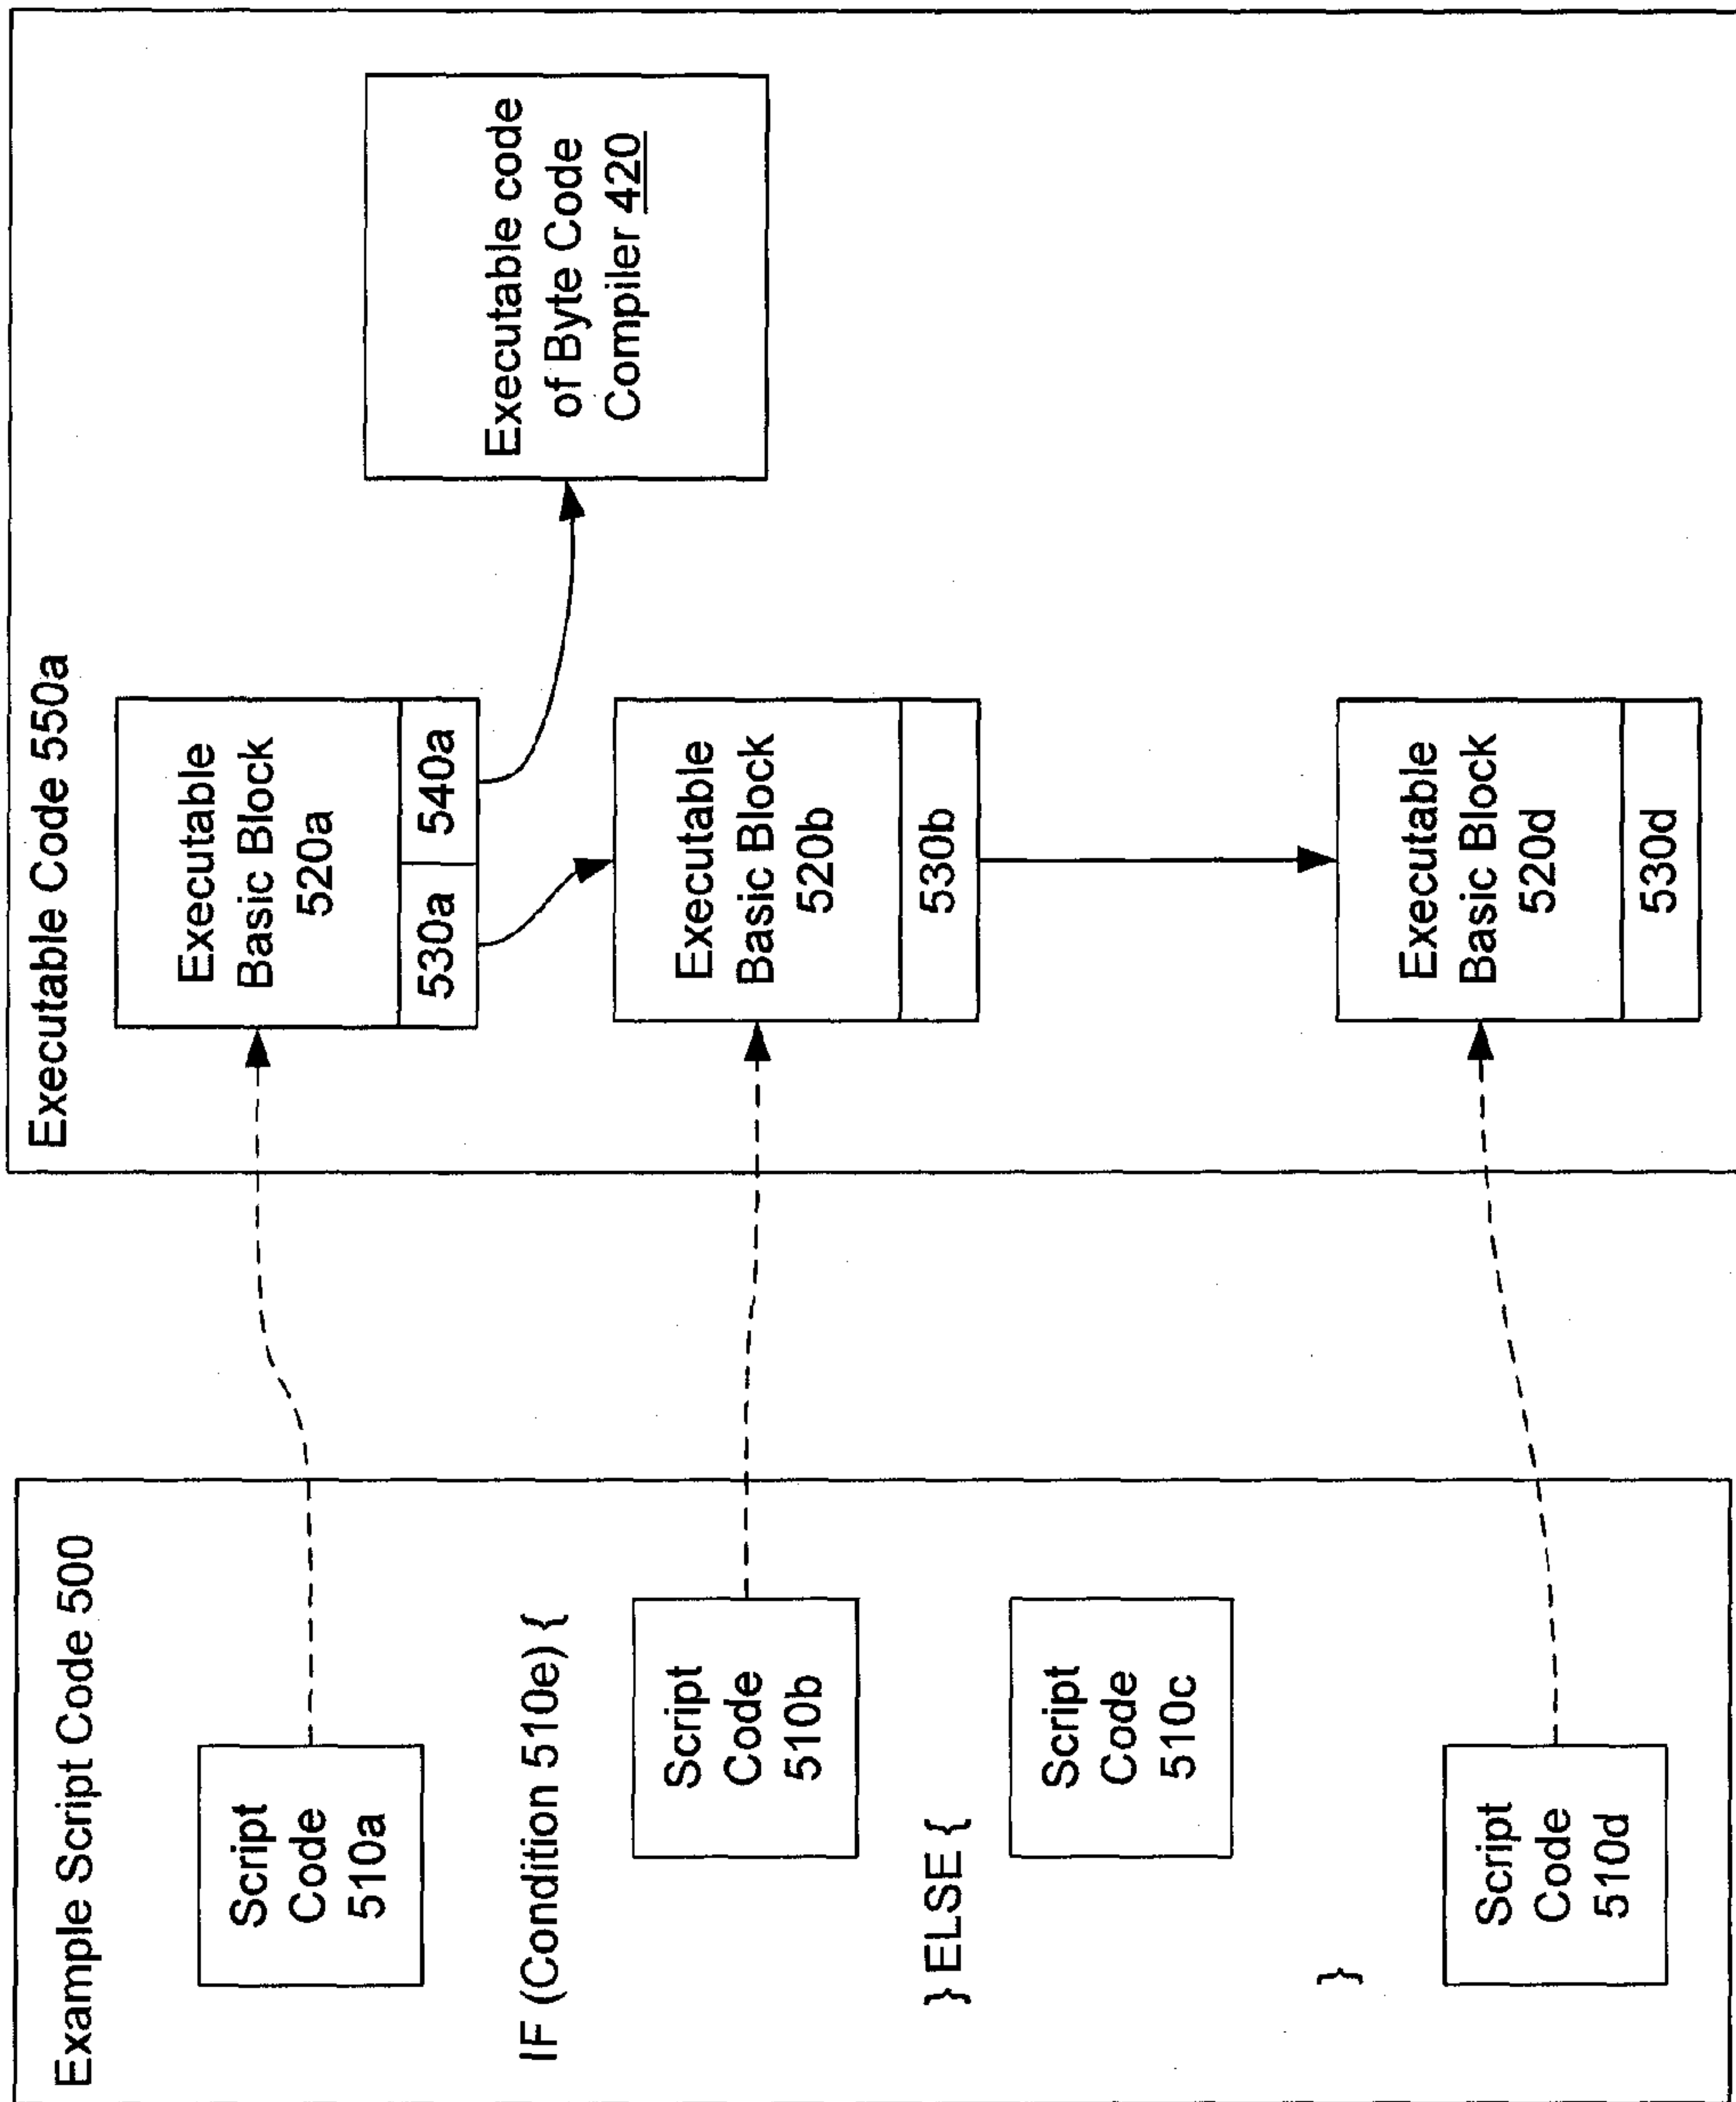 Example Script Code 500
Script
Code
510a
IF (Condition 510e) {
Script
Code
510b
} ELSE {
Script
Code
510c
}
Script
Code
510d
Executable Code 550a
Executable
Basic Block
520a
530a 540a
Executable code
of Byte Code
Compiler 420
Executable
Basic Block
520b
530b
Executable
Basic Block
520d
530d